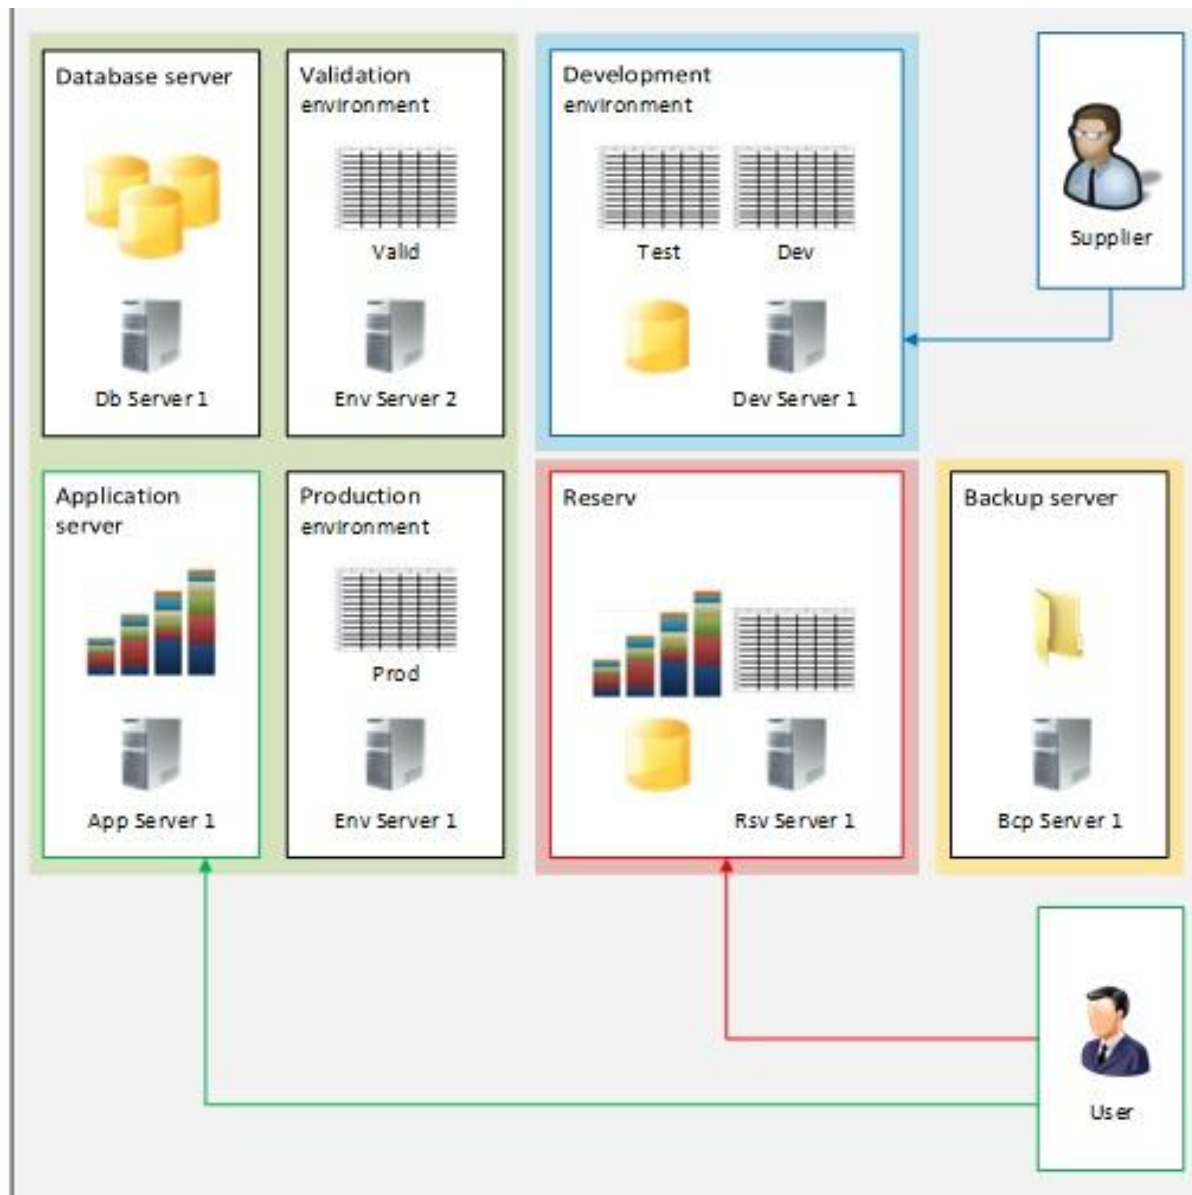 Database server
Validation
environment
Development
environment
Valid
Test
Dev
Supplier
Db Server 1
Env Server 2
Dev Server 1
Application
server
Production
environment
Reserv
Backup server
Prod
App Server 1
Env Server 1
Rsv Server 1
Bcp Server 1
User